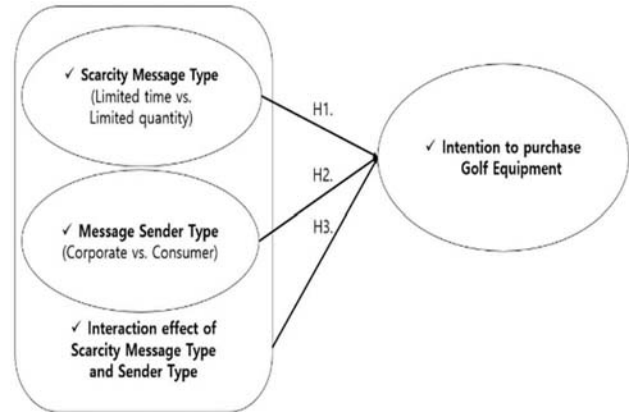 ✓ Scarcity Message Type
(Limited time vs.
Limited quantity)
H1.
✓ Intention to purchase
Golf Equipment
H2.
✓ Message Sender Type
(Corporate vs. Consumer)
H3.
✓ Interaction effect of
Scarcity Message Type
and Sender Type